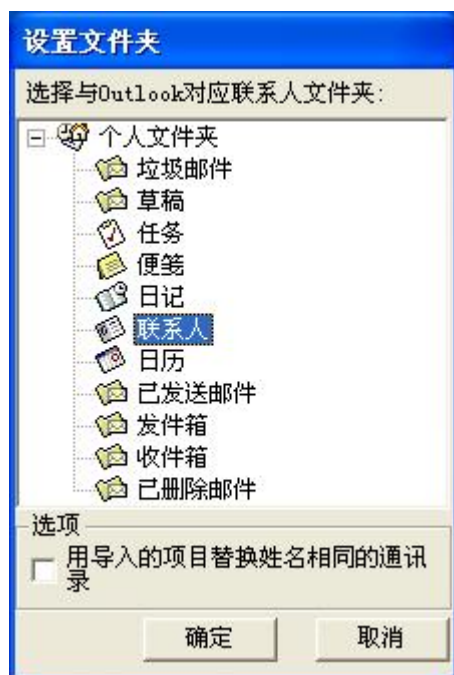 设置文件夹
选择与Outlook对应联系人文件夹:
个人文件夹
垃圾邮件
草稿
任务
便笺
日记
联系人
日历
已发送邮件
发件箱
收件箱
已删除邮件
选项
用导入的项目替换姓名相同的通讯
录
确定 取消